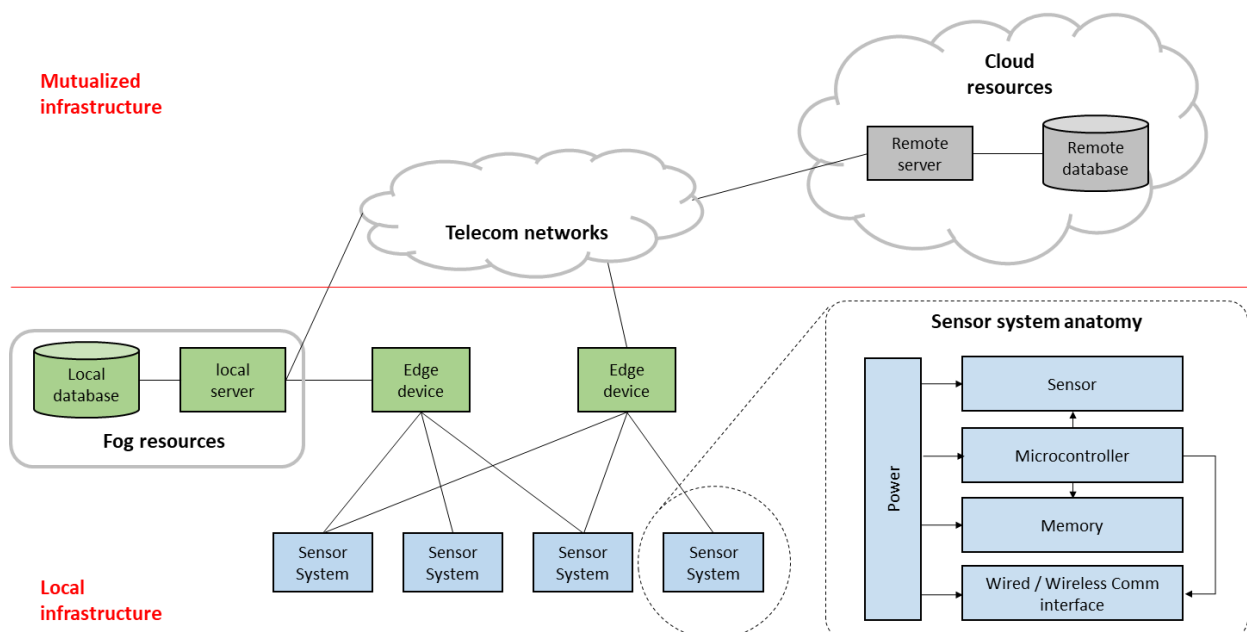 Mutualized
infrastructure
Cloud
resources
Remote
server
Remote
database
Telecom networks
Sensor system anatomy
Local
database
local
server
Fog resources
Edge
device
Edge
device
Power
Sensor
Microcontroller
Memory
Wired / Wireless Comm
interface
Sensor
System
Sensor
System
Sensor
System
Sensor
System
Local
infrastructure